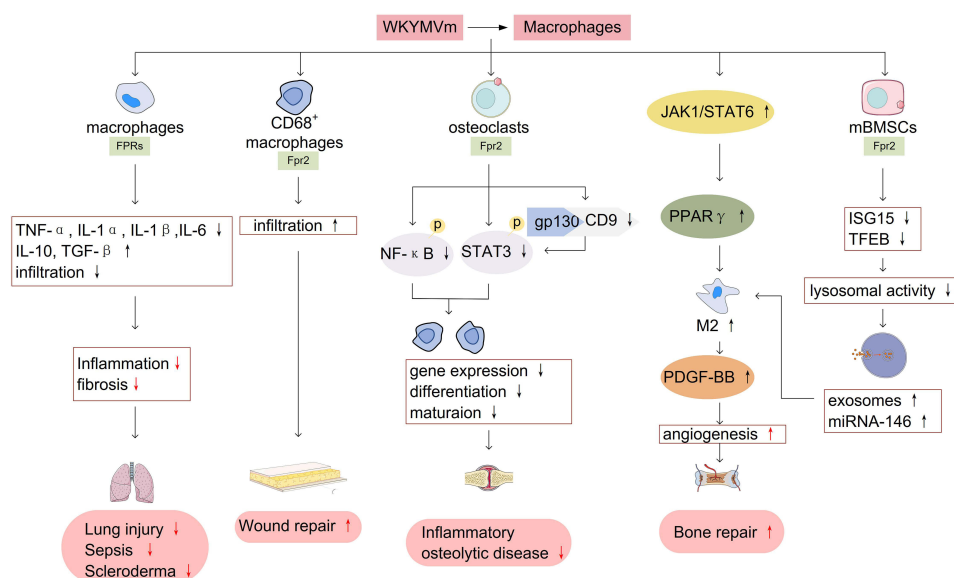 WKYMVm
Macrophages
macrophages
FPRs
TNF-α, IL-1α, IL-1β,IL-6 ↓
IL-10, TGF-β ↑
infiltration ↓
Inflammation ↓
fibrosis ↓
Lung injury ↓
Sepsis ↓
Scleroderma ↓
CD68⁺
macrophages
Fpr2
infiltration ↑
Wound repair ↑
osteoclasts
Fpr2
p
NF-κB ↓
p
STAT3 ↓
gp130
CD9 ↓
gene expression ↓
differentiation ↓
maturaion ↓
Inflammatory
osteolytic disease ↓
JAK1/STAT6 ↑
PPARγ ↑
M2 ↑
PDGF-BB ↑
angiogenesis ↑
Bone repair ↑
mBMSCs
Fpr2
ISG15 ↓
TFEB ↓
lysosomal activity ↓
exosomes ↑
miRNA-146 ↑